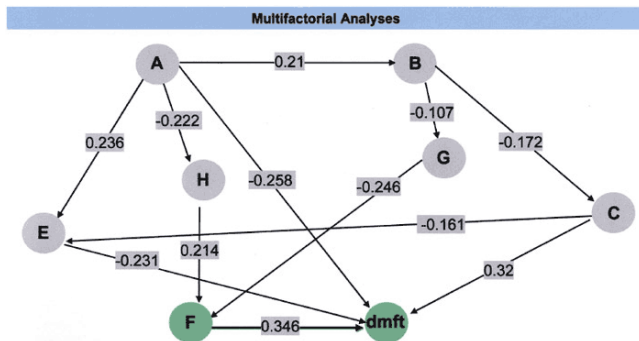 Multifactorial Analyses
A
0.21
B
-0.107
-0.222
0.236
-0.172
G
H
-0.258
-0.246
C
E
-0.161
0.214
-0.231
0.32
F
0.346
dmft